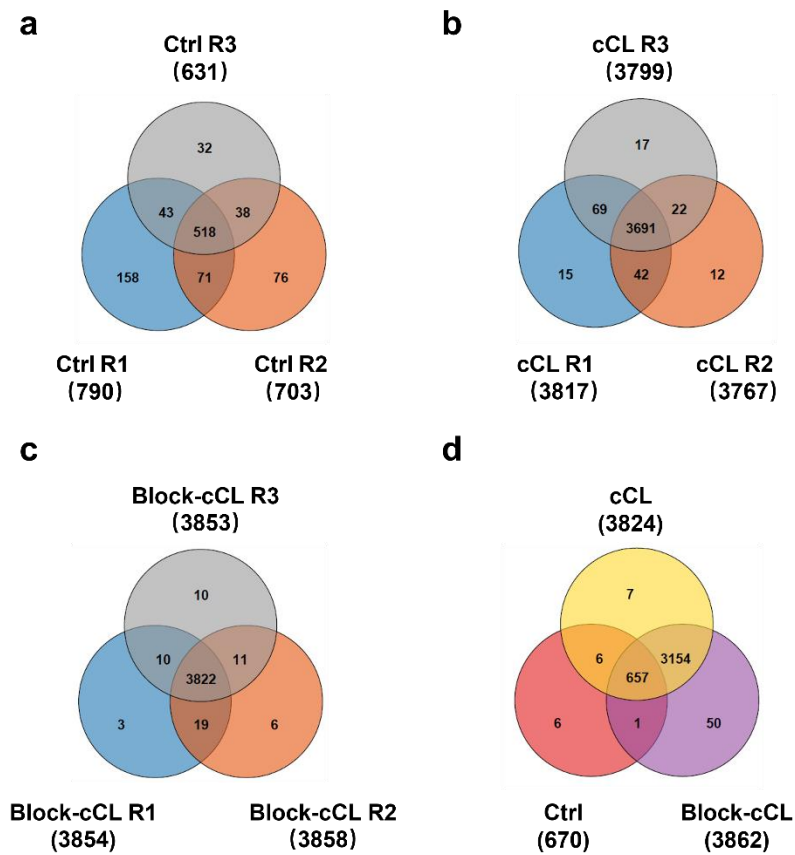 a
Ctrl R3
(631)
32
43
38
518
158
71
76
Ctrl R1
(790)
Ctrl R2
(703)
b
cCL R3
(3799)
17
69
22
3691
15
42
12
cCL R1
(3817)
cCL R2
(3767)
c
Block-cCL R3
(3853)
10
10
11
3822
3
19
6
Block-cCL R1
(3854)
Block-cCL R2
(3858)
d
cCL
(3824)
7
6
3154
657
6
1
50
Ctrl
(670)
Block-cCL
(3862)